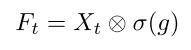 F_t = X_t ⊗ σ(g)